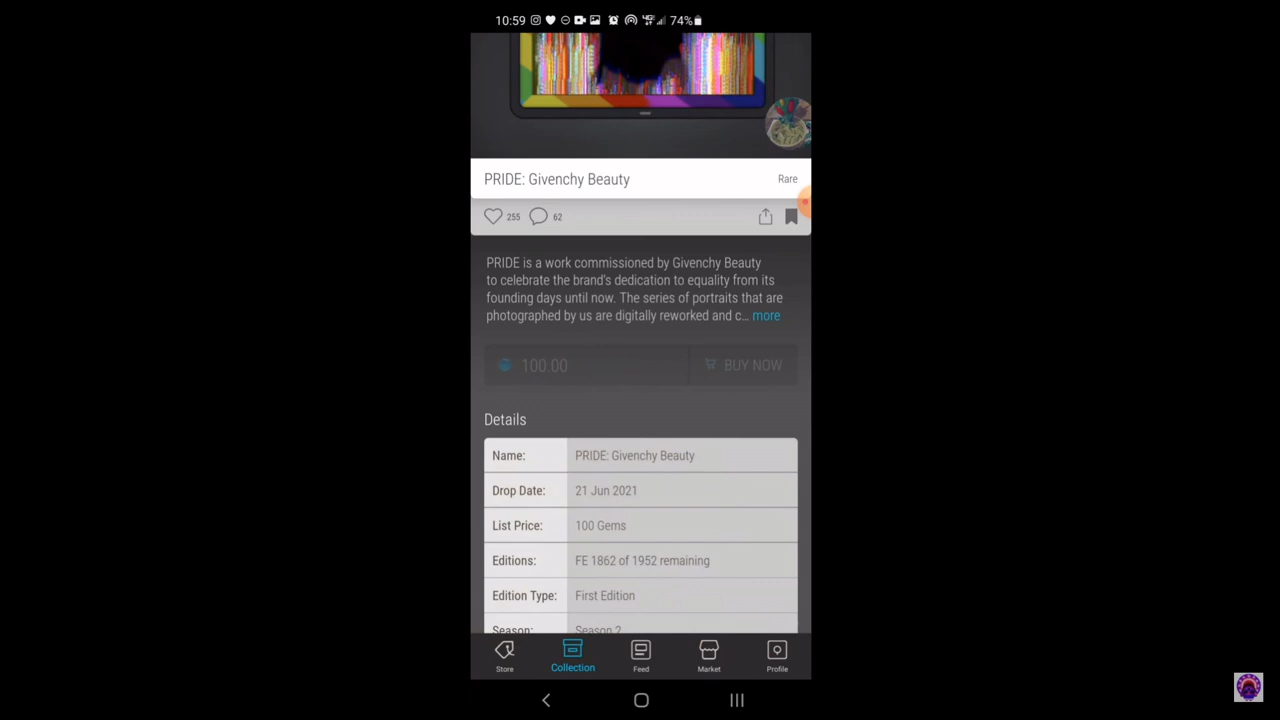 10:59 74%
PRIDE: Givenchy Beauty Rare
255 62
PRIDE is a work commissioned by Givenchy Beauty
to celebrate the brand's dedication to equality from its
founding days until now. The series of portraits that are
photographed by us are digitally reworked and c... more
100.00 BUY NOW
Details
Name: PRIDE: Givenchy Beauty
Drop Date: 21 Jun 2021
List Price: 100 Gems
Editions: FE 1862 of 1952 remaining
Edition Type: First Edition
Season: Season 2
Store Collection Feed Market Profile